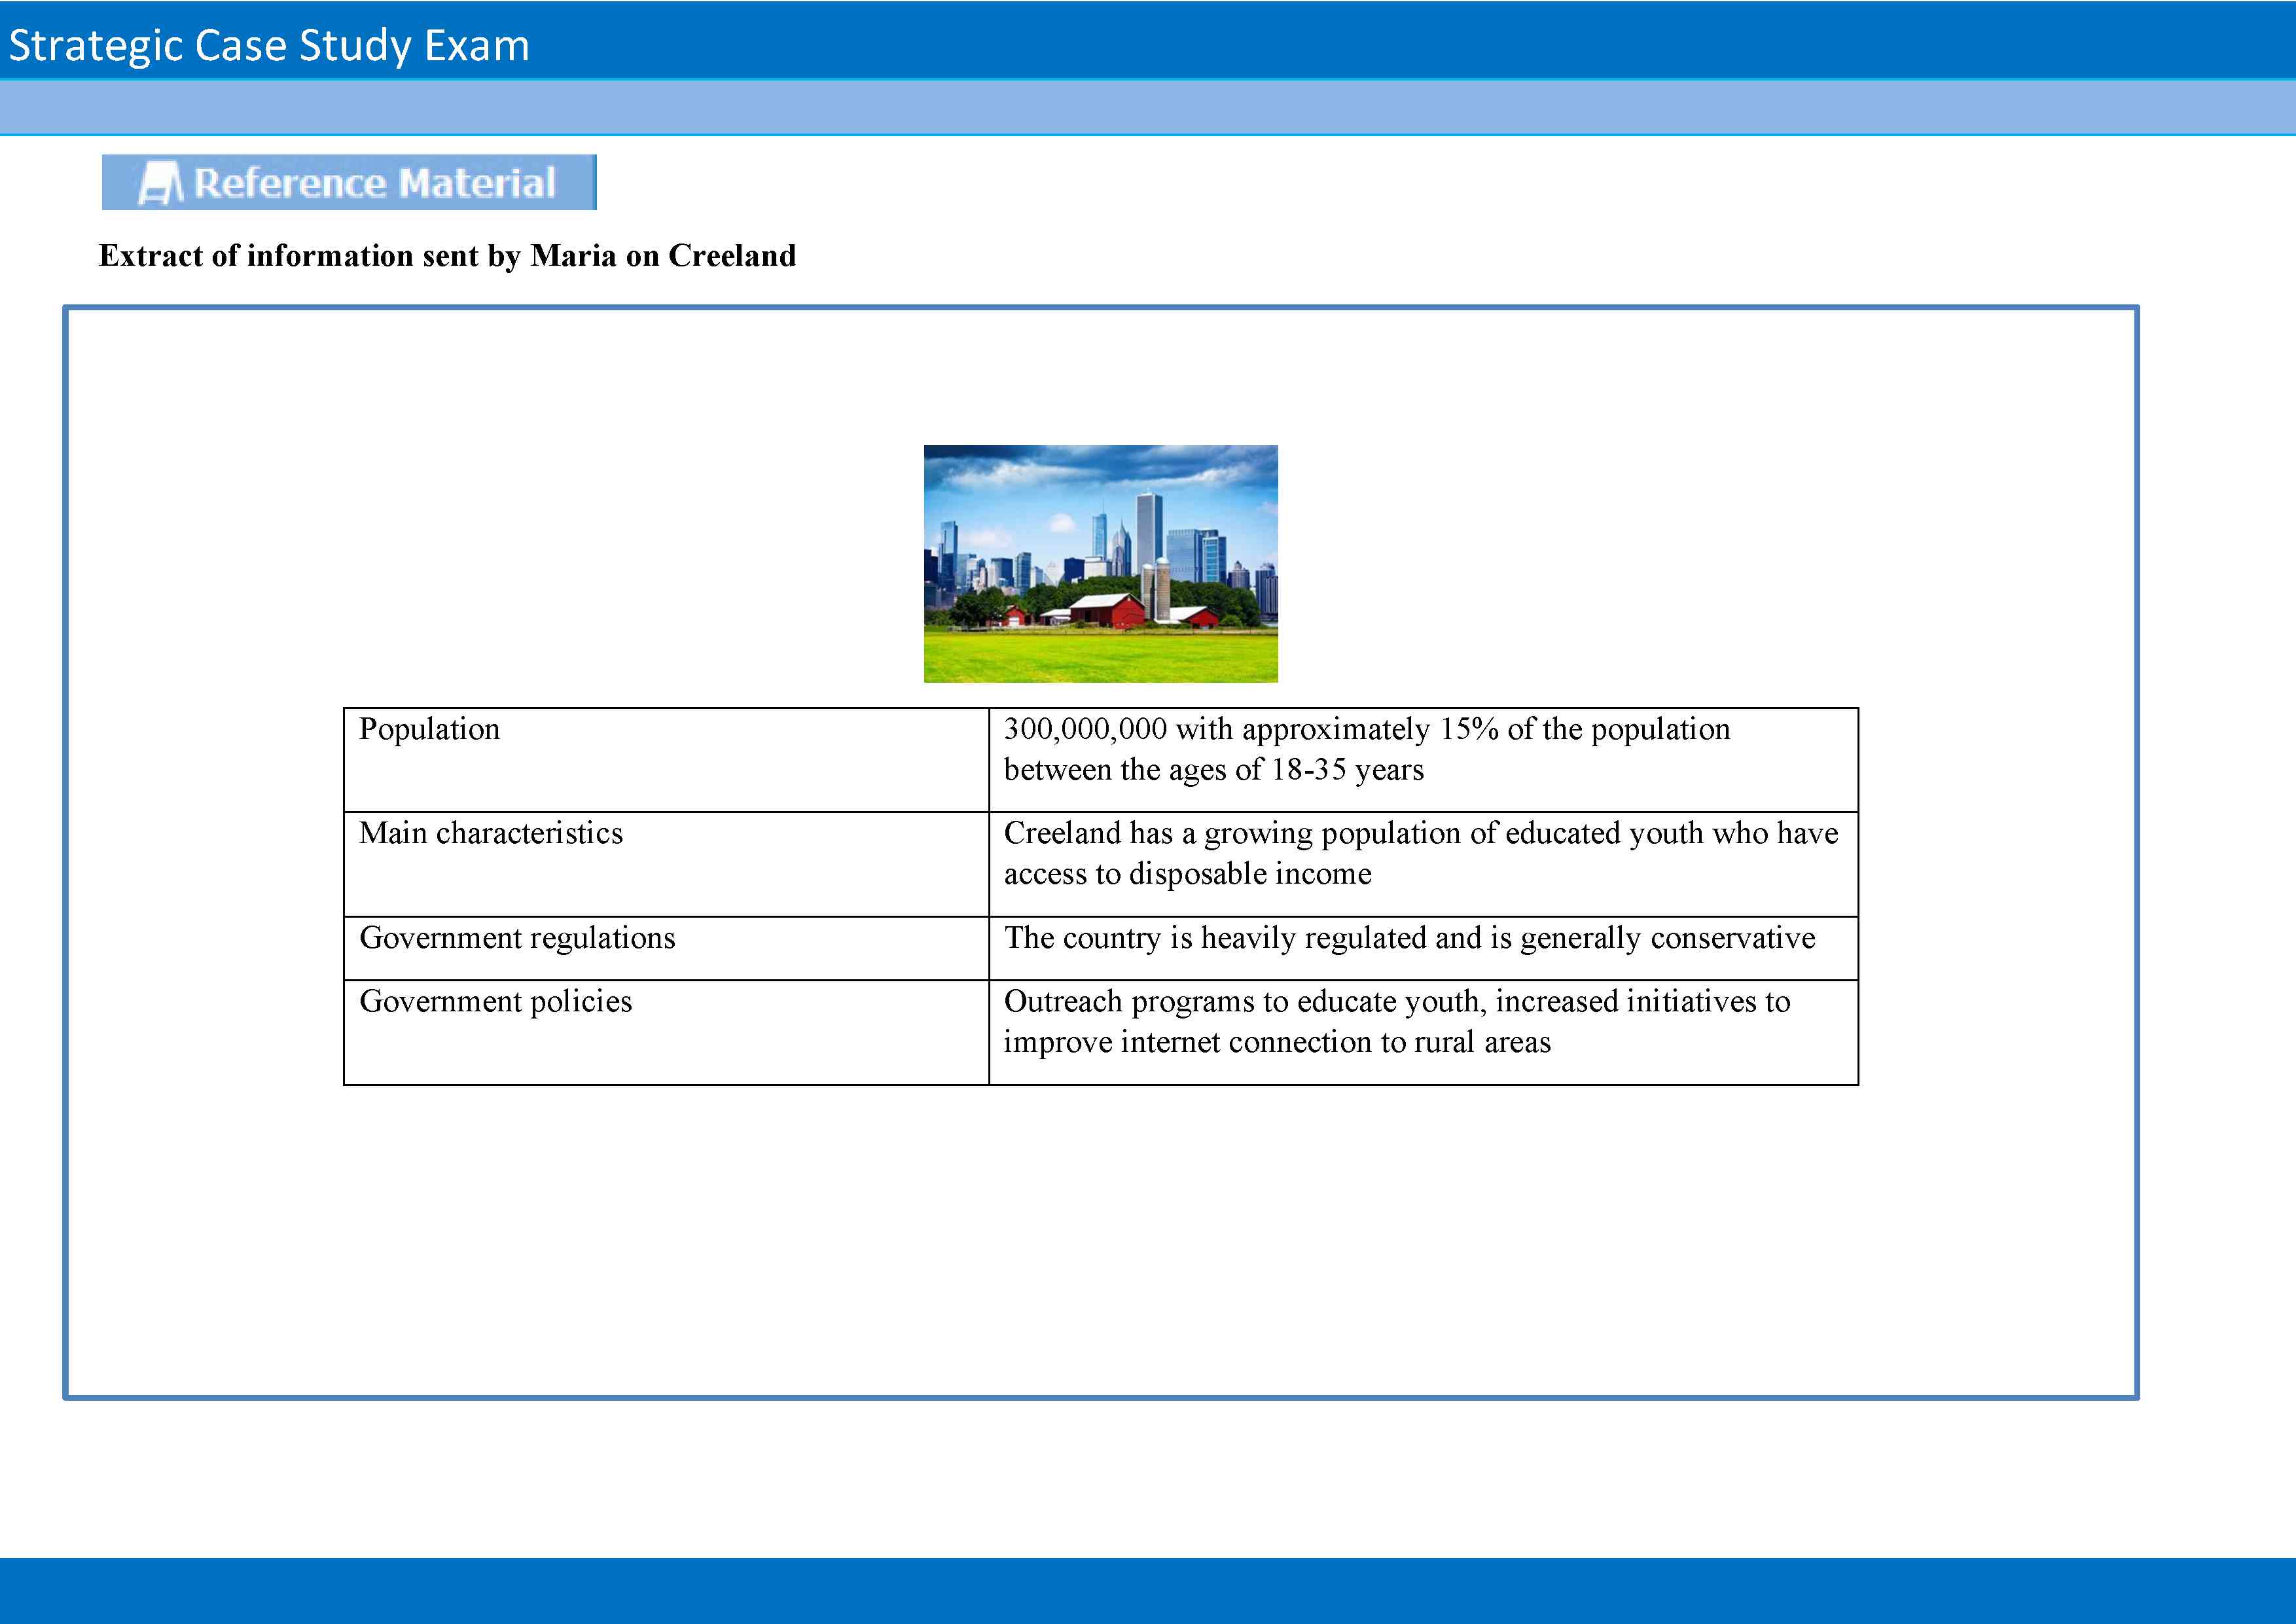 Strategic Case Study Exam
Reference Material
Extract of information sent by Maria on Creeland
Population
300,000,000 with approximately 15% of the population
between the ages of 18-35 years
Main characteristics
Creeland has a growing population of educated youth who have
access to disposable income
Government regulations
The country is heavily regulated and is generally conservative
Government policies
Outreach programs to educate youth, increased initiatives to
improve internet connection to rural areas